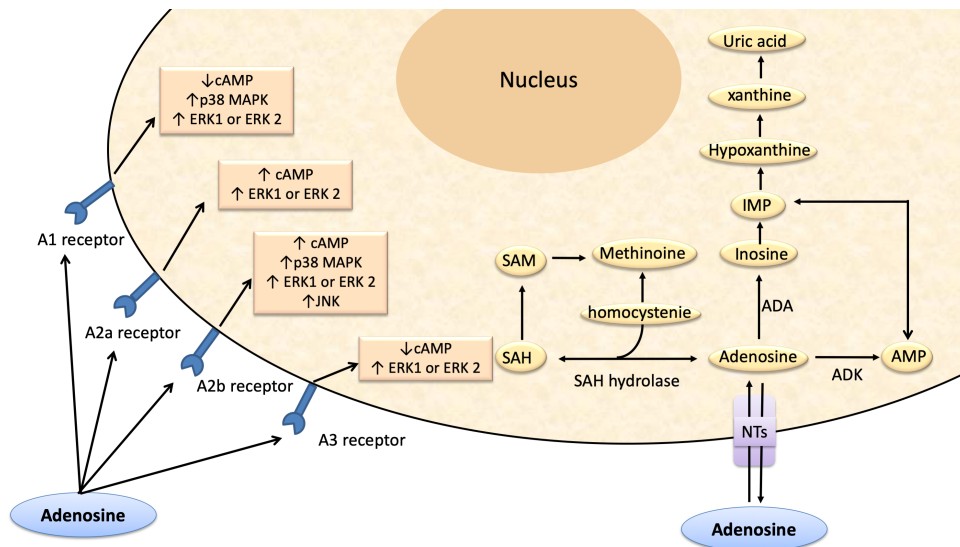 Nucleus
↓cAMP
↑p38 MAPK
↑ ERK1 or ERK 2
A1 receptor
↑ cAMP
↑ ERK1 or ERK 2
A2a receptor
↑ cAMP
↑p38 MAPK
↑ ERK1 or ERK 2
↑JNK
A2b receptor
↓cAMP
↑ ERK1 or ERK 2
A3 receptor
Adenosine
Uric acid
xanthine
Hypoxanthine
IMP
Inosine
ADA
SAM
Methinoine
homocystenie
SAH
SAH hydrolase
Adenosine
ADK
AMP
NTs
Adenosine